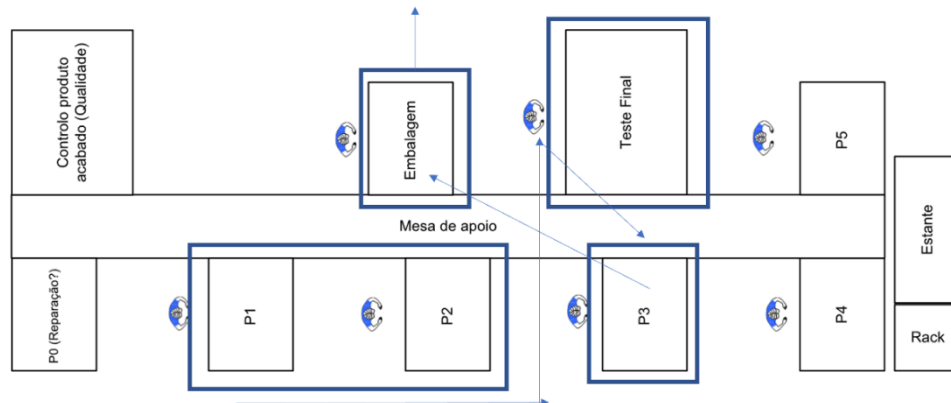 Controlo produto
acabado (Qualidade)
Embalagem
Teste Final
P5
Mesa de apoio
Estante
P0 (Reparação?)
P1
P2
P3
P4
Rack